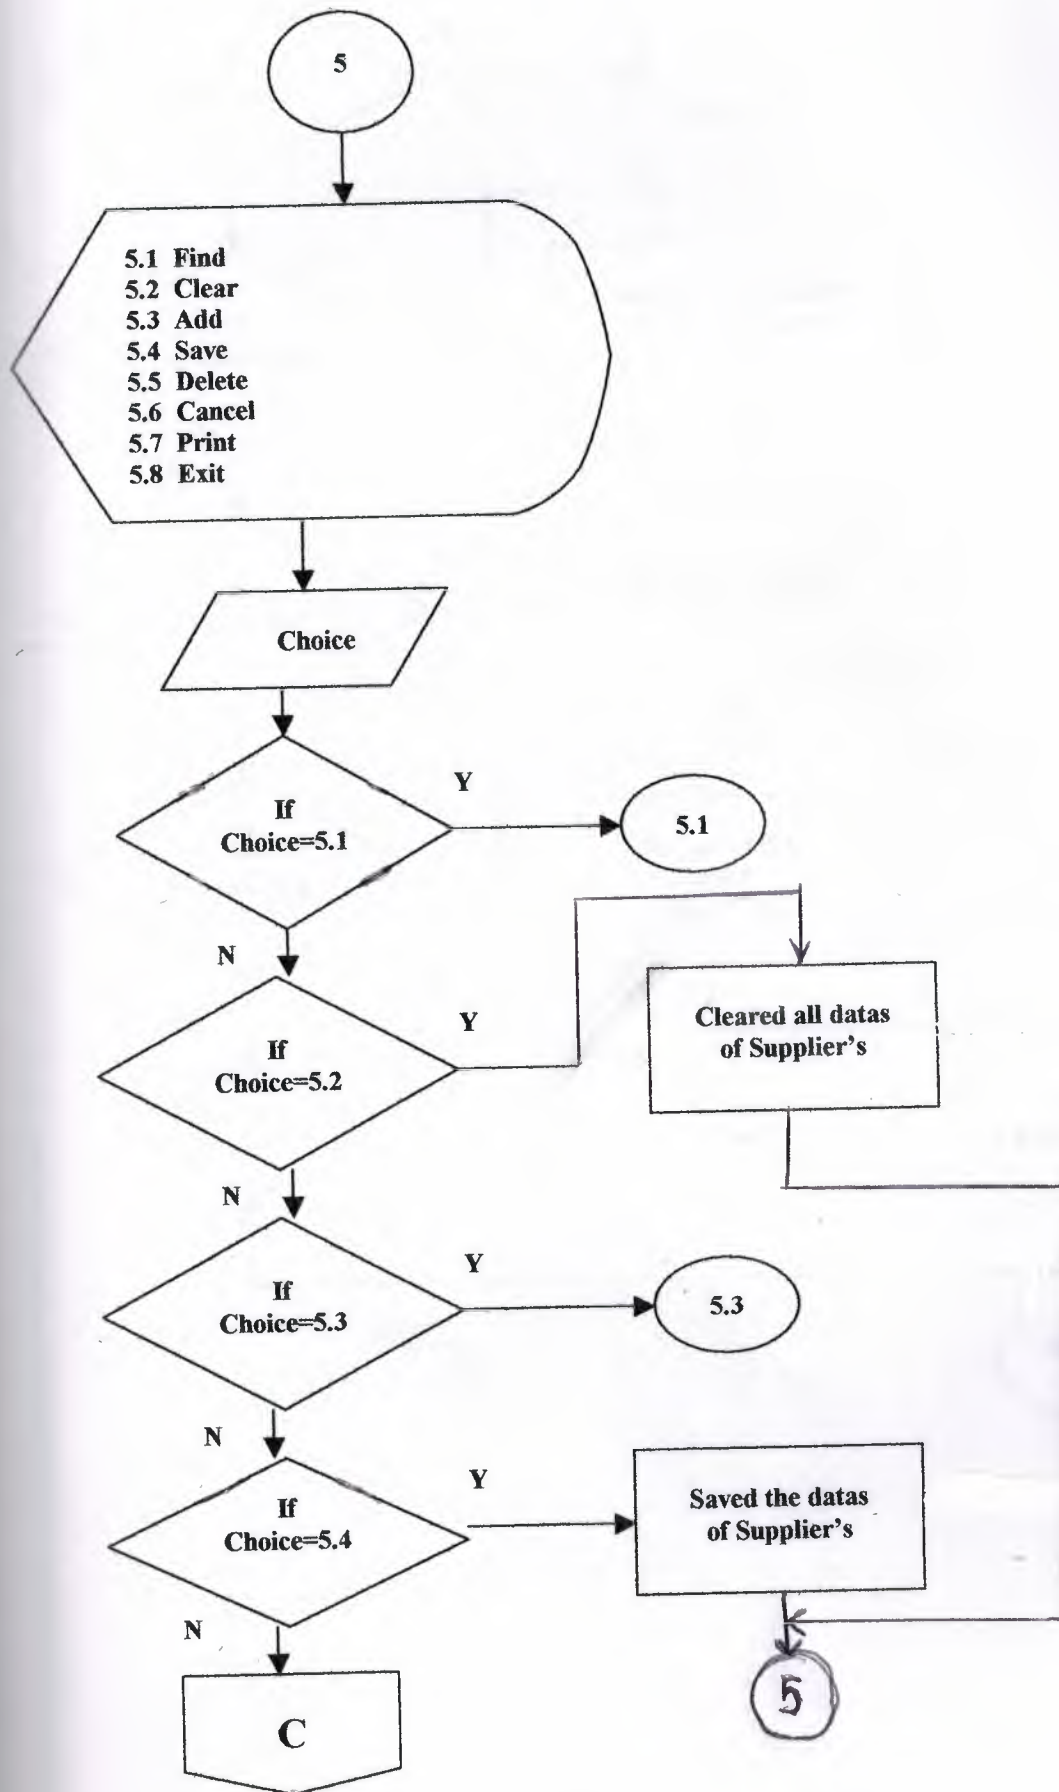 5
5.1 Find
5.2 Clear
5.3 Add
5.4 Save
5.5 Delete
5.6 Cancel
5.7 Print
5.8 Exit
Choice
If
Choice=5.1
Y
5.1
N
If
Choice=5.2
Y
Cleared all datas
of Supplier's
N
If
Choice=5.3
Y
5.3
N
If
Choice=5.4
Y
Saved the datas
of Supplier's
N
C
5